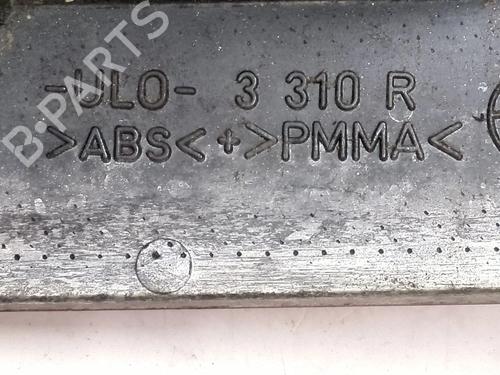 -ULO- 3 310 R
>ABS<+>PMMA<
B-PARTS